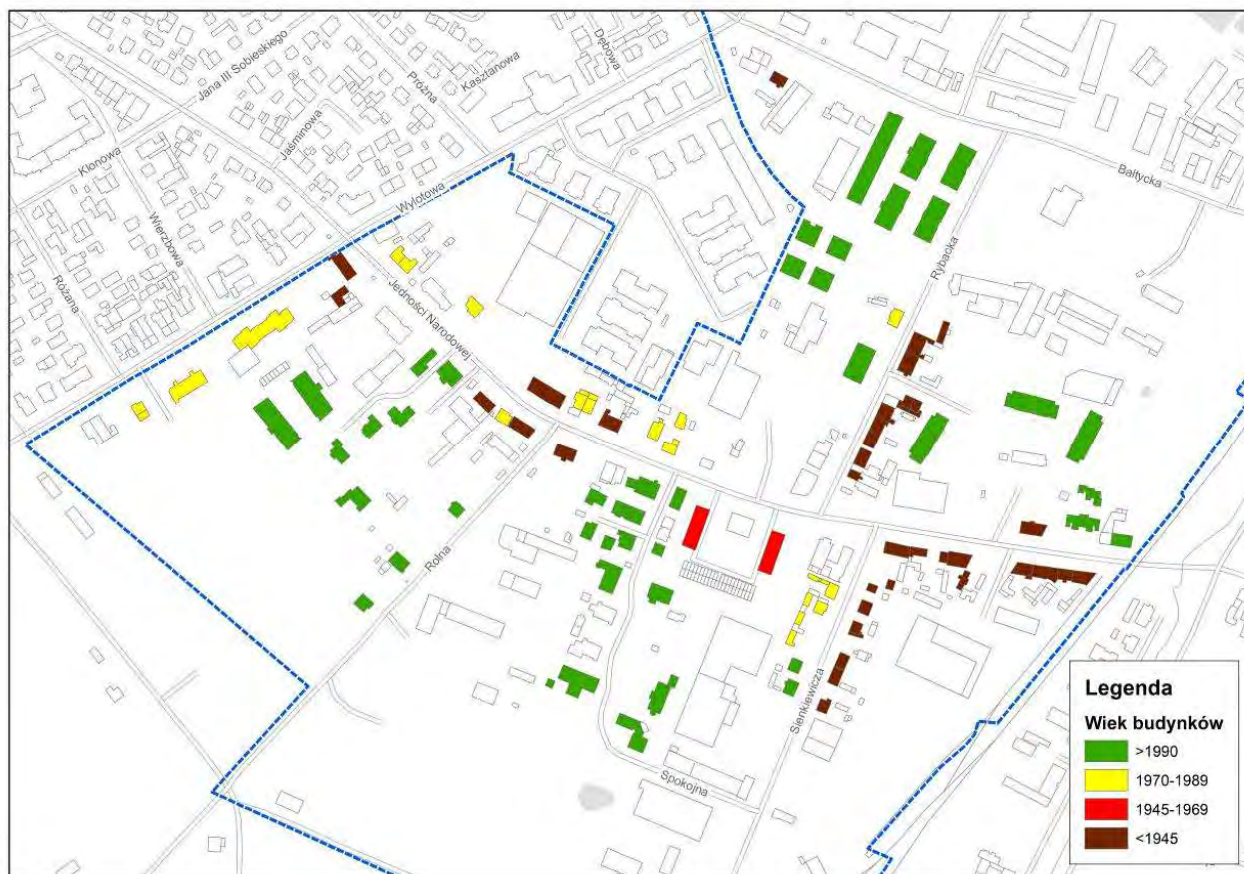 Jana III Sobieskiego
Dębowa
Kasztanowa
Próżna
Klonowa
Jaśminowa
Bałtycka
Wylotowa
Wierzbowa
Różana
Rybacka
Jedności Narodowej
Rolna
Sienkiewicza
Spokojna
Legenda
Wiek budynków
>1990
1970-1989
1945-1969
<1945